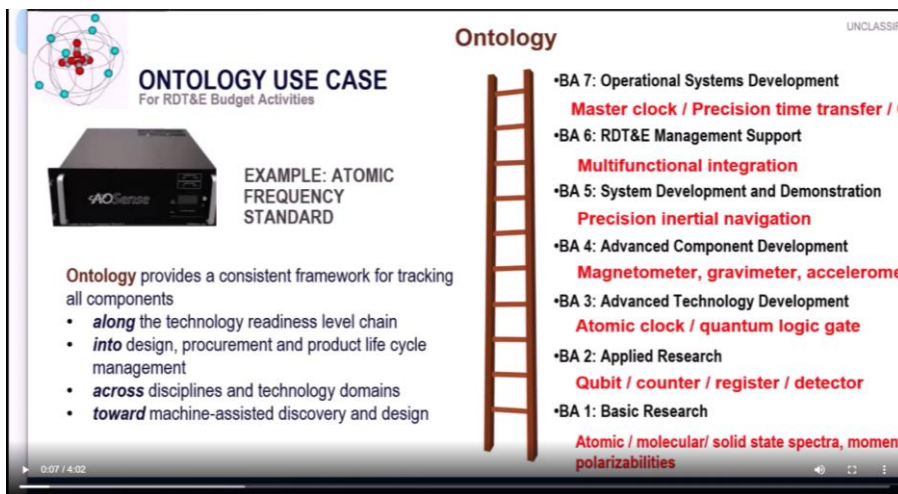 UNCLASSIF
Ontology
ONTOLOGY USE CASE
For RDT&E Budget Activities
AOSense
EXAMPLE: ATOMIC
FREQUENCY
STANDARD
Ontology provides a consistent framework for tracking
all components
• along the technology readiness level chain
• into design, procurement and product life cycle
management
• across disciplines and technology domains
• toward machine-assisted discovery and design
•BA 7: Operational Systems Development
Master clock / Precision time transfer /
•BA 6: RDT&E Management Support
Multifunctional integration
•BA 5: System Development and Demonstration
Precision inertial navigation
•BA 4: Advanced Component Development
Magnetometer, gravimeter, accelerome
•BA 3: Advanced Technology Development
Atomic clock / quantum logic gate
•BA 2: Applied Research
Qubit / counter / register / detector
•BA 1: Basic Research
Atomic / molecular/ solid state spectra, momen
polarizabilities
0:07 / 4:02